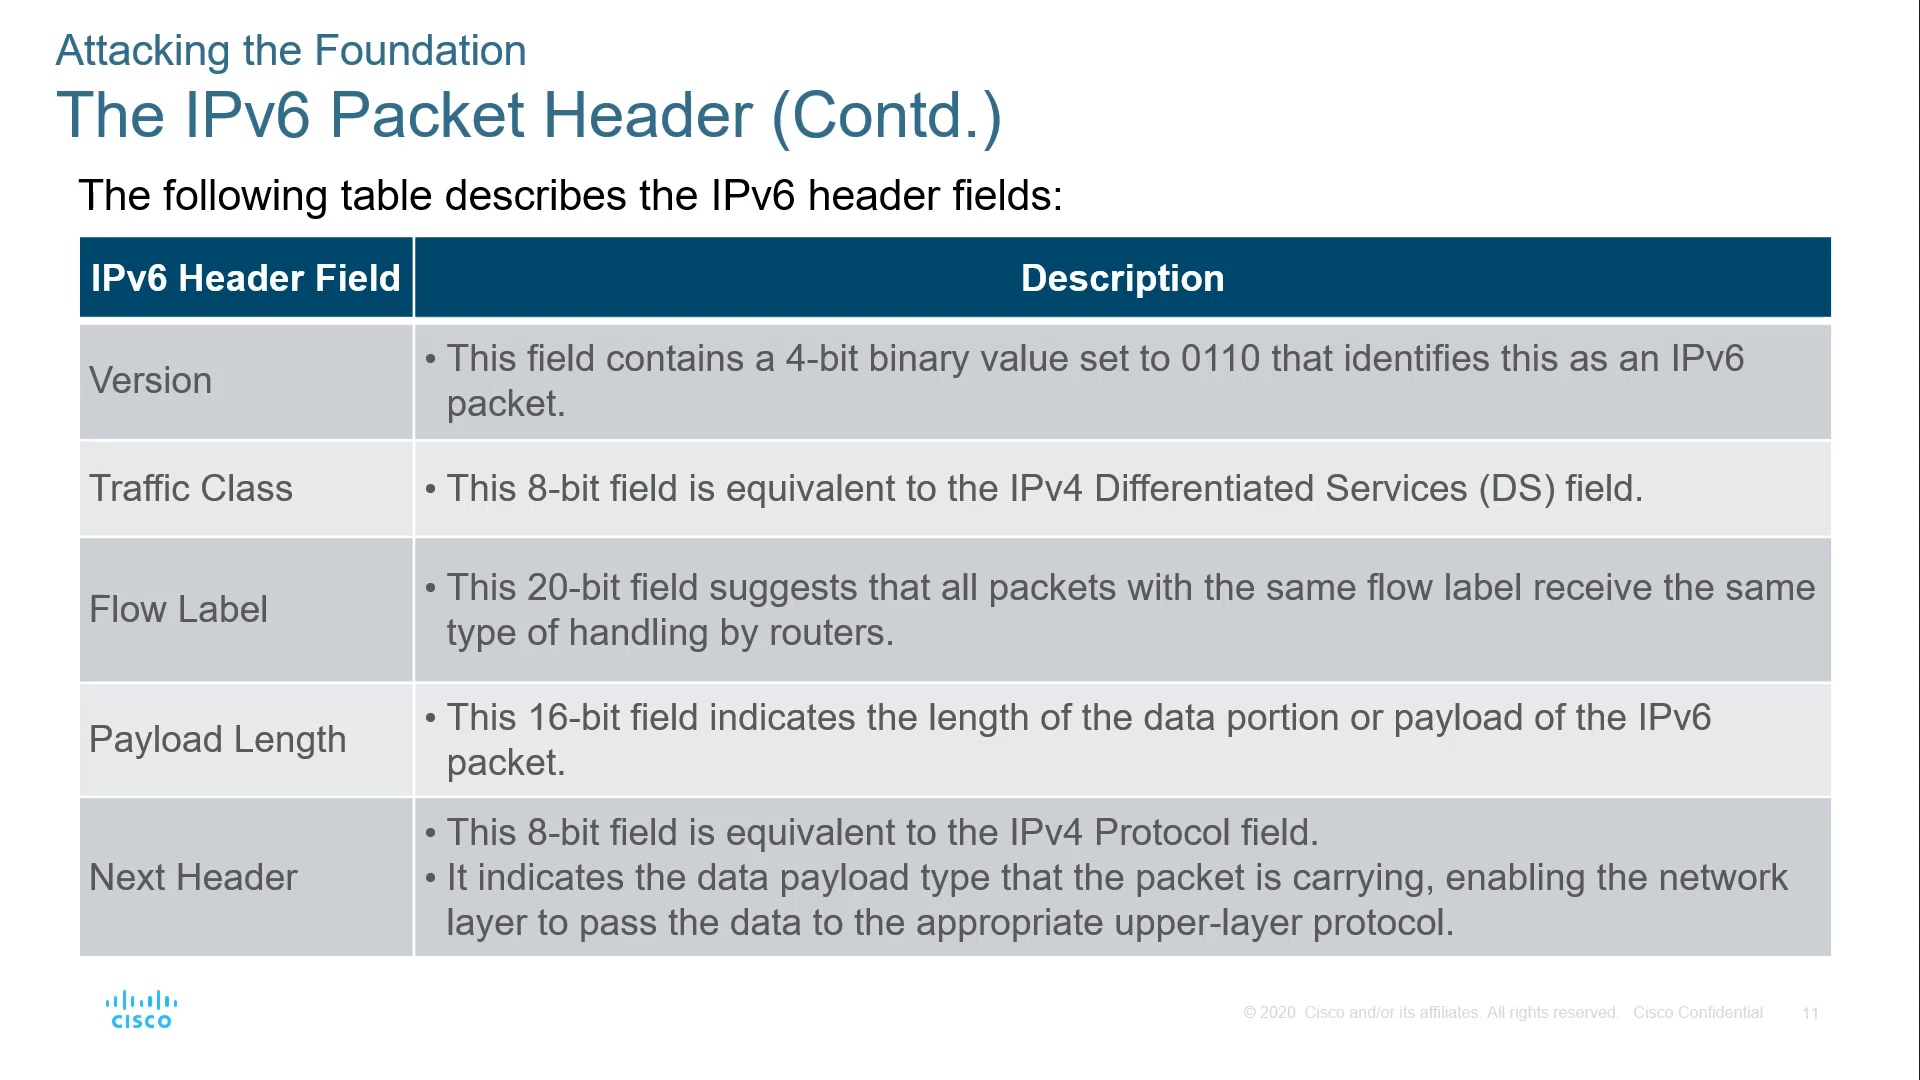 Attacking the Foundation
The IPv6 Packet Header (Contd.)
The following table describes the IPv6 header fields:
IPv6 Header Field
Description
Version
• This field contains a 4-bit binary value set to 0110 that identifies this as an IPv6
packet.
Traffic Class
• This 8-bit field is equivalent to the IPv4 Differentiated Services (DS) field.
Flow Label
• This 20-bit field suggests that all packets with the same flow label receive the same
type of handling by routers.
Payload Length
• This 16-bit field indicates the length of the data portion or payload of the IPv6
packet.
Next Header
• This 8-bit field is equivalent to the IPv4 Protocol field.
• It indicates the data payload type that the packet is carrying, enabling the network
layer to pass the data to the appropriate upper-layer protocol.
CISCO
© 2020 Cisco and/or its affiliates. All rights reserved. Cisco Confidential
11